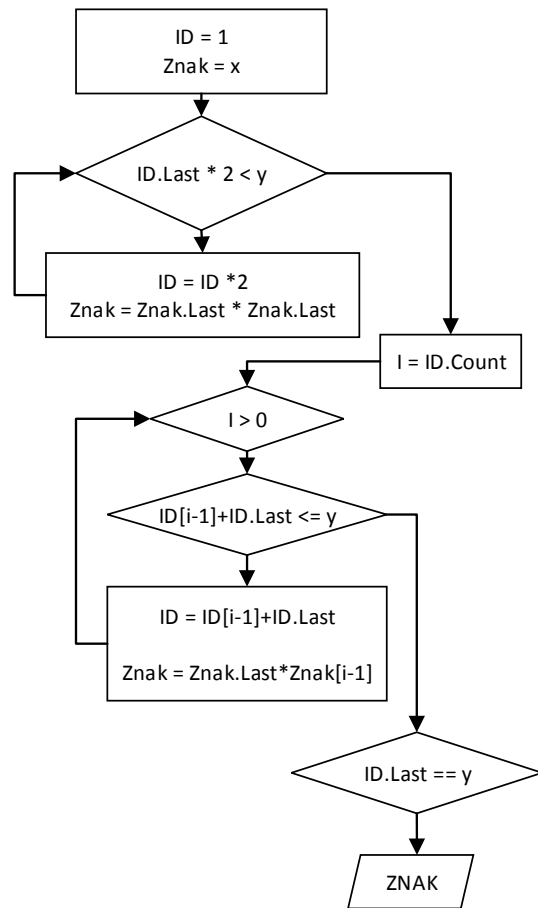 ID = 1
Znak = x
ID.Last * 2 < y
ID = ID *2
Znak = Znak.Last * Znak.Last
I = ID.Count
I > 0
ID[i-1]+ID.Last <= y
ID = ID[i-1]+ID.Last
Znak = Znak.Last*Znak[i-1]
ID.Last == y
ZNAK